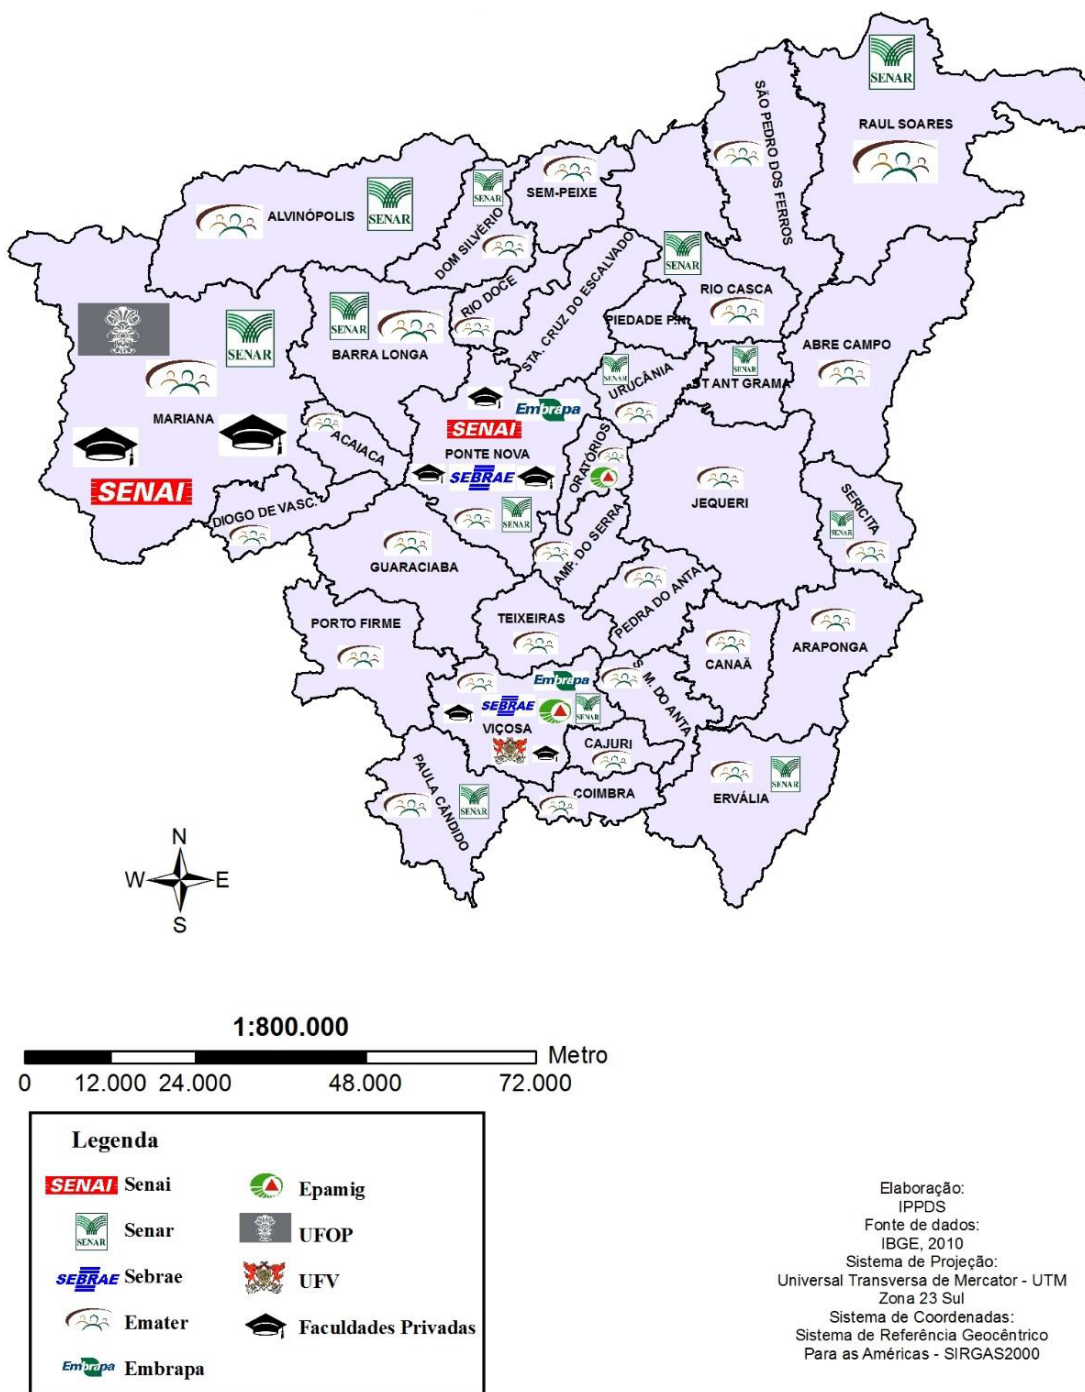 SENAR
RAUL SOARES
SÃO PEDRO DOS FERROS
SEM-PEIXE
SENAR
DOM SILVÉRIO
SENAR
ALVINÓPOLIS
SENAR
RIO CASCA
RIO DOCE
STA. CRUZ DO ESCALVADO
PIEDADE P.N.
ABRE CAMPO
SENAR
BARRA LONGA
SENAR
MARIANA
SENAI
ACAIACA
SENAR
URUCÂNIA
SENAR
ST ANT GRAMA
Embrapa
SENAI
PONTE NOVA
SEBRAE
SENAR
ORATÓRIOS
JEQUERI
SERICITA
SENAR
DIOGO DE VASC.
GUARACIABA
AMP. DO SERRA
PEDRA DO ANTA
TEIXEIRAS
PORTO FIRME
CANAÃ
ARAPONGA
S. M. DO ANTA
Embrapa
SEBRAE
SENAR
VIÇOSA
CAJURI
COIMBRA
PAULA CÂNDIDO
SENAR
ERVÁLIA
SENAR
N
W E
S
1:800.000
Metro
0 12.000 24.000 48.000 72.000
Legenda
SENAI Senai
SENAR Senar
SEBRAE Sebrae
Emater
Embrapa Embrapa
Epamig
UFOP
UFV
Faculdades Privadas
Elaboração:
IPPDS
Fonte de dados:
IBGE, 2010
Sistema de Projeção:
Universal Transversa de Mercator - UTM
Zona 23 Sul
Sistema de Coordenadas:
Sistema de Referência Geocêntrico
Para as Américas - SIRGAS2000